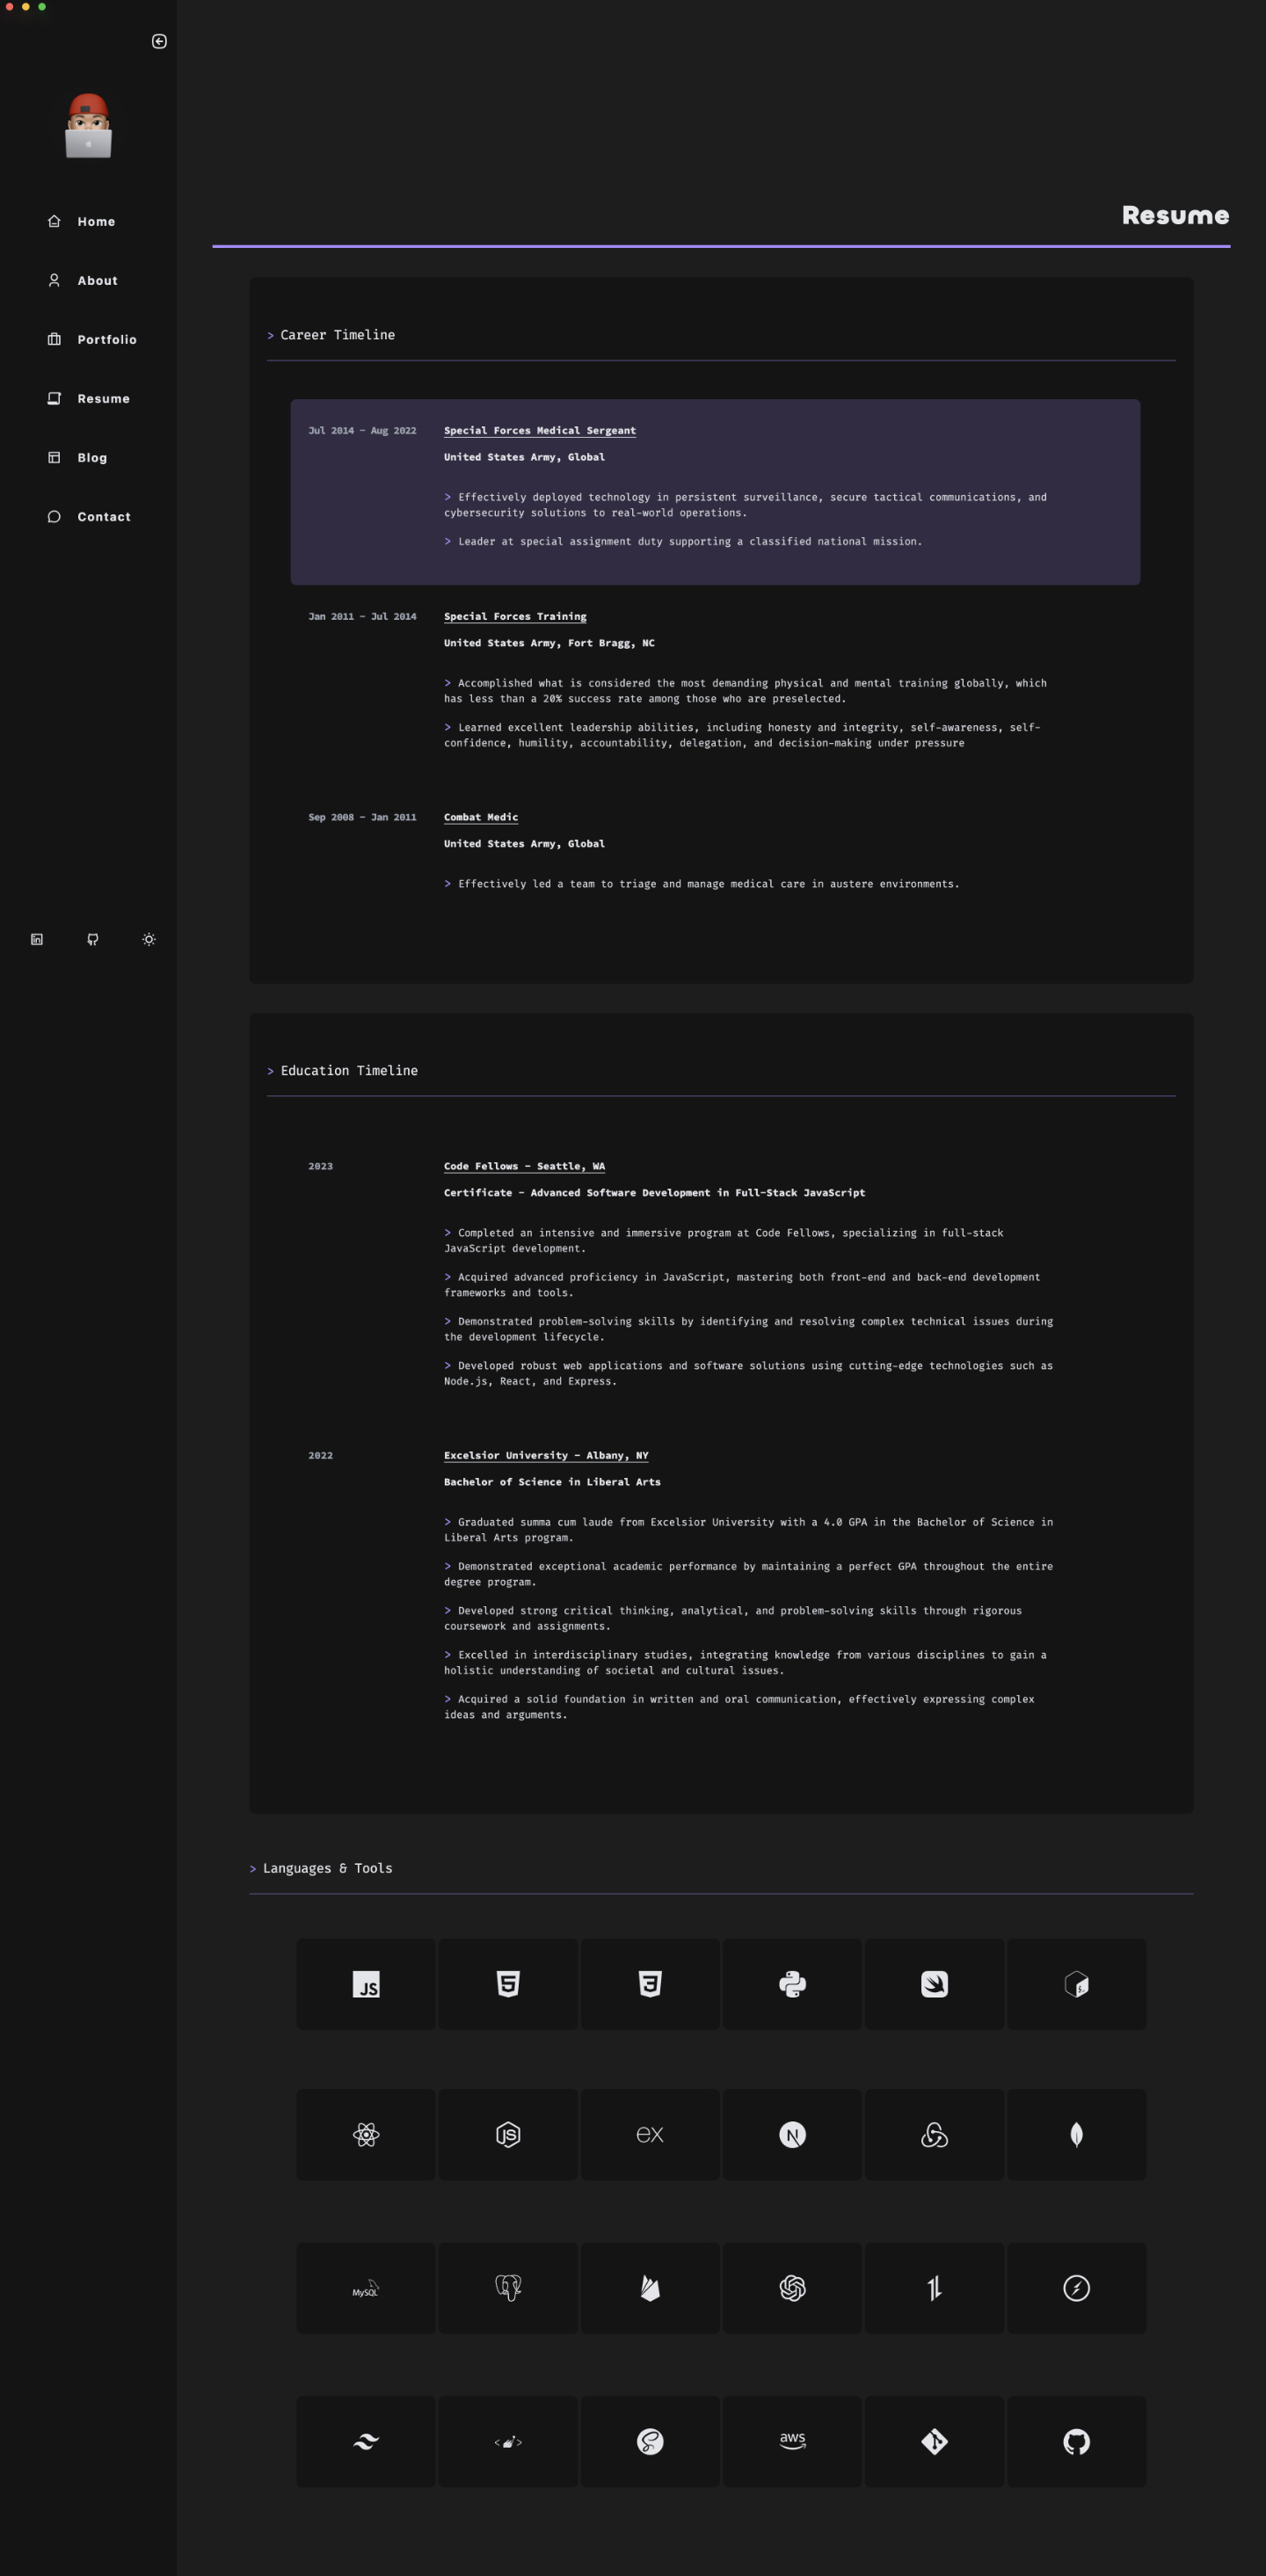 Home
About
Portfolio
Resume
Blog
Contact
in
Resume
> Career Timeline
Jul 2014 - Aug 2022
Special Forces Medical Sergeant
United States Army, Global
> Effectively deployed technology in persistent surveillance, secure tactical communications, and
cybersecurity solutions to real-world operations.
> Leader at special assignment duty supporting a classified national mission.
Jan 2011 - Jul 2014
Special Forces Training
United States Army, Fort Bragg, NC
> Accomplished what is considered the most demanding physical and mental training globally, which
has less than a 20% success rate among those who are preselected.
> Learned excellent leadership abilities, including honesty and integrity, self-awareness, self-
confidence, humility, accountability, delegation, and decision-making under pressure
Sep 2008 - Jan 2011
Combat Medic
United States Army, Global
> Effectively led a team to triage and manage medical care in austere environments.
> Education Timeline
2023
Code Fellows - Seattle, WA
Certificate - Advanced Software Development in Full-Stack JavaScript
> Completed an intensive and immersive program at Code Fellows, specializing in full-stack
JavaScript development.
> Acquired advanced proficiency in JavaScript, mastering both front-end and back-end development
frameworks and tools.
> Demonstrated problem-solving skills by identifying and resolving complex technical issues during
the development lifecycle.
> Developed robust web applications and software solutions using cutting-edge technologies such as
Node.js, React, and Express.
2022
Excelsior University - Albany, NY
Bachelor of Science in Liberal Arts
> Graduated summa cum laude from Excelsior University with a 4.0 GPA in the Bachelor of Science in
Liberal Arts program.
> Demonstrated exceptional academic performance by maintaining a perfect GPA throughout the entire
degree program.
> Developed strong critical thinking, analytical, and problem-solving skills through rigorous
coursework and assignments.
> Excelled in interdisciplinary studies, integrating knowledge from various disciplines to gain a
holistic understanding of societal and cultural issues.
> Acquired a solid foundation in written and oral communication, effectively expressing complex
ideas and arguments.
> Languages & Tools
JS
5
3
JS
ex
N
MySQL
aws